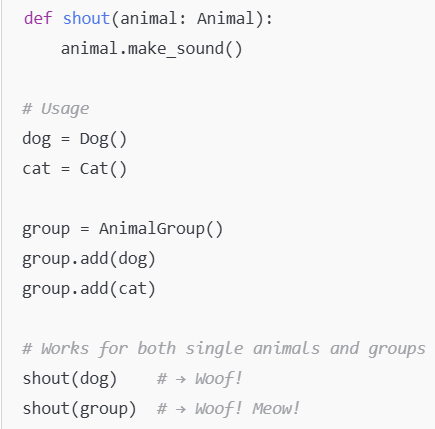 def shout(animal: Animal):
    animal.make_sound()

# Usage
dog = Dog()
cat = Cat()

group = AnimalGroup()
group.add(dog)
group.add(cat)

# Works for both single animals and groups
shout(dog)    # → Woof!
shout(group)  # → Woof! Meow!